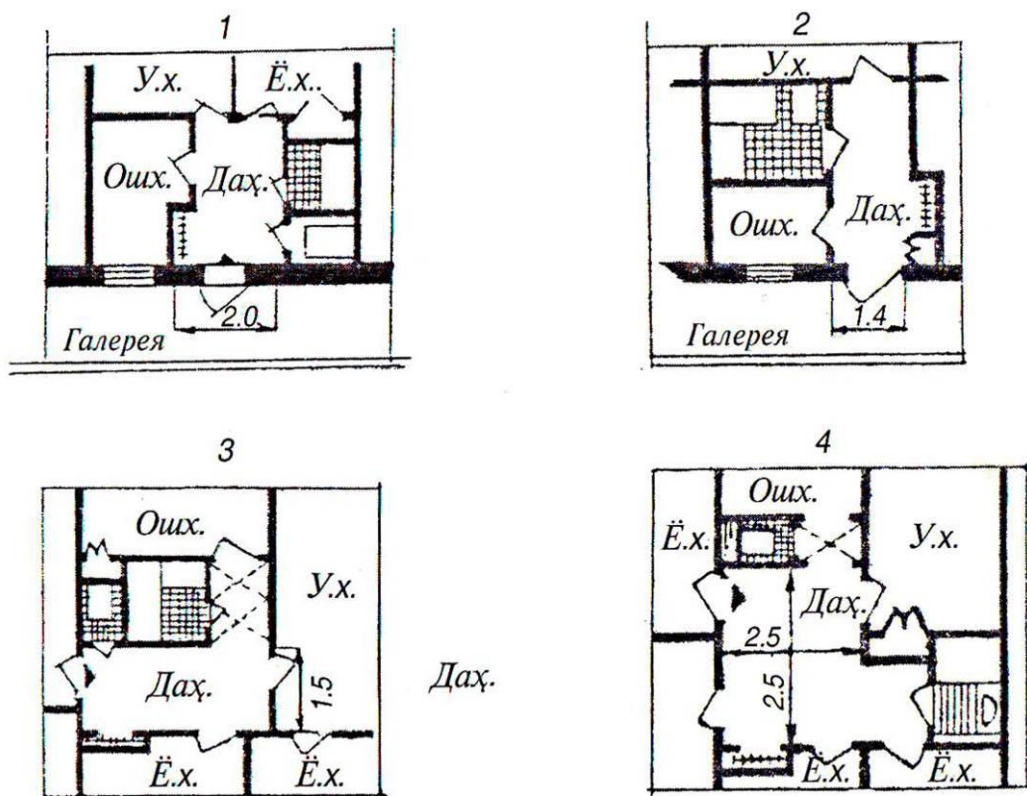 1
У.х. Ё.х..
Ошх. Даҳ.
2.0
Галерея
2
У.х.
Ошх. Даҳ.
1.4
Галерея
3
Ошх.
У.х.
Даҳ.
1.5
Ё.х. Ё.х.
Даҳ.
4
Ошх.
Ё.х. У.х.
Даҳ.
2.5
2.5
Ё.х. Ё.х.